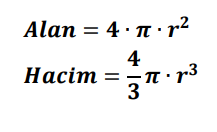 Alan = 4 · π · r²
Hacim = 4/3 π · r³